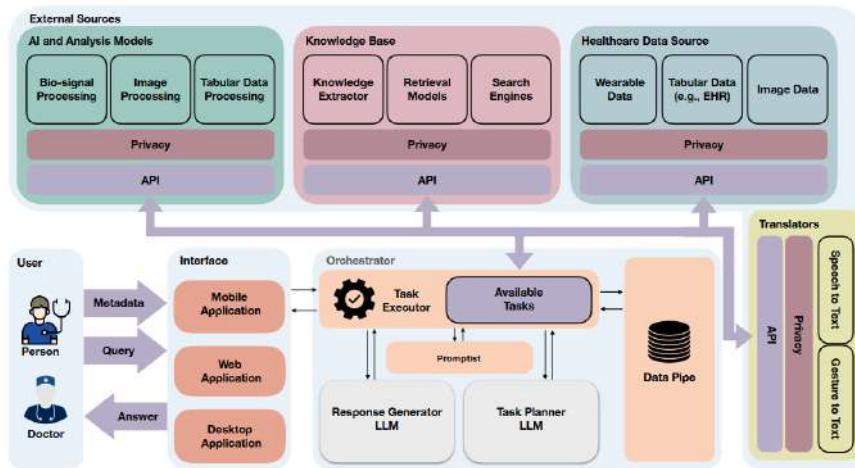 External Sources
AI and Analysis Models
Bio-signal
Processing
Image
Processing
Tabular Data
Processing
Privacy
API
Knowledge Base
Knowledge
Extractor
Retrieval
Models
Search
Engines
Privacy
API
Healthcare Data Source
Wearable
Data
Tabular Data
(e.g., EHR)
Image Data
Privacy
API
User
Person
Doctor
Metadata
Query
Answer
Interface
Mobile
Application
Web
Application
Desktop
Application
Orchestrator
Task
Executor
Available
Tasks
Promptist
Response Generator
LLM
Task Planner
LLM
Data Pipe
Translators
API
Privacy
Speech to Text
Gesture to Text